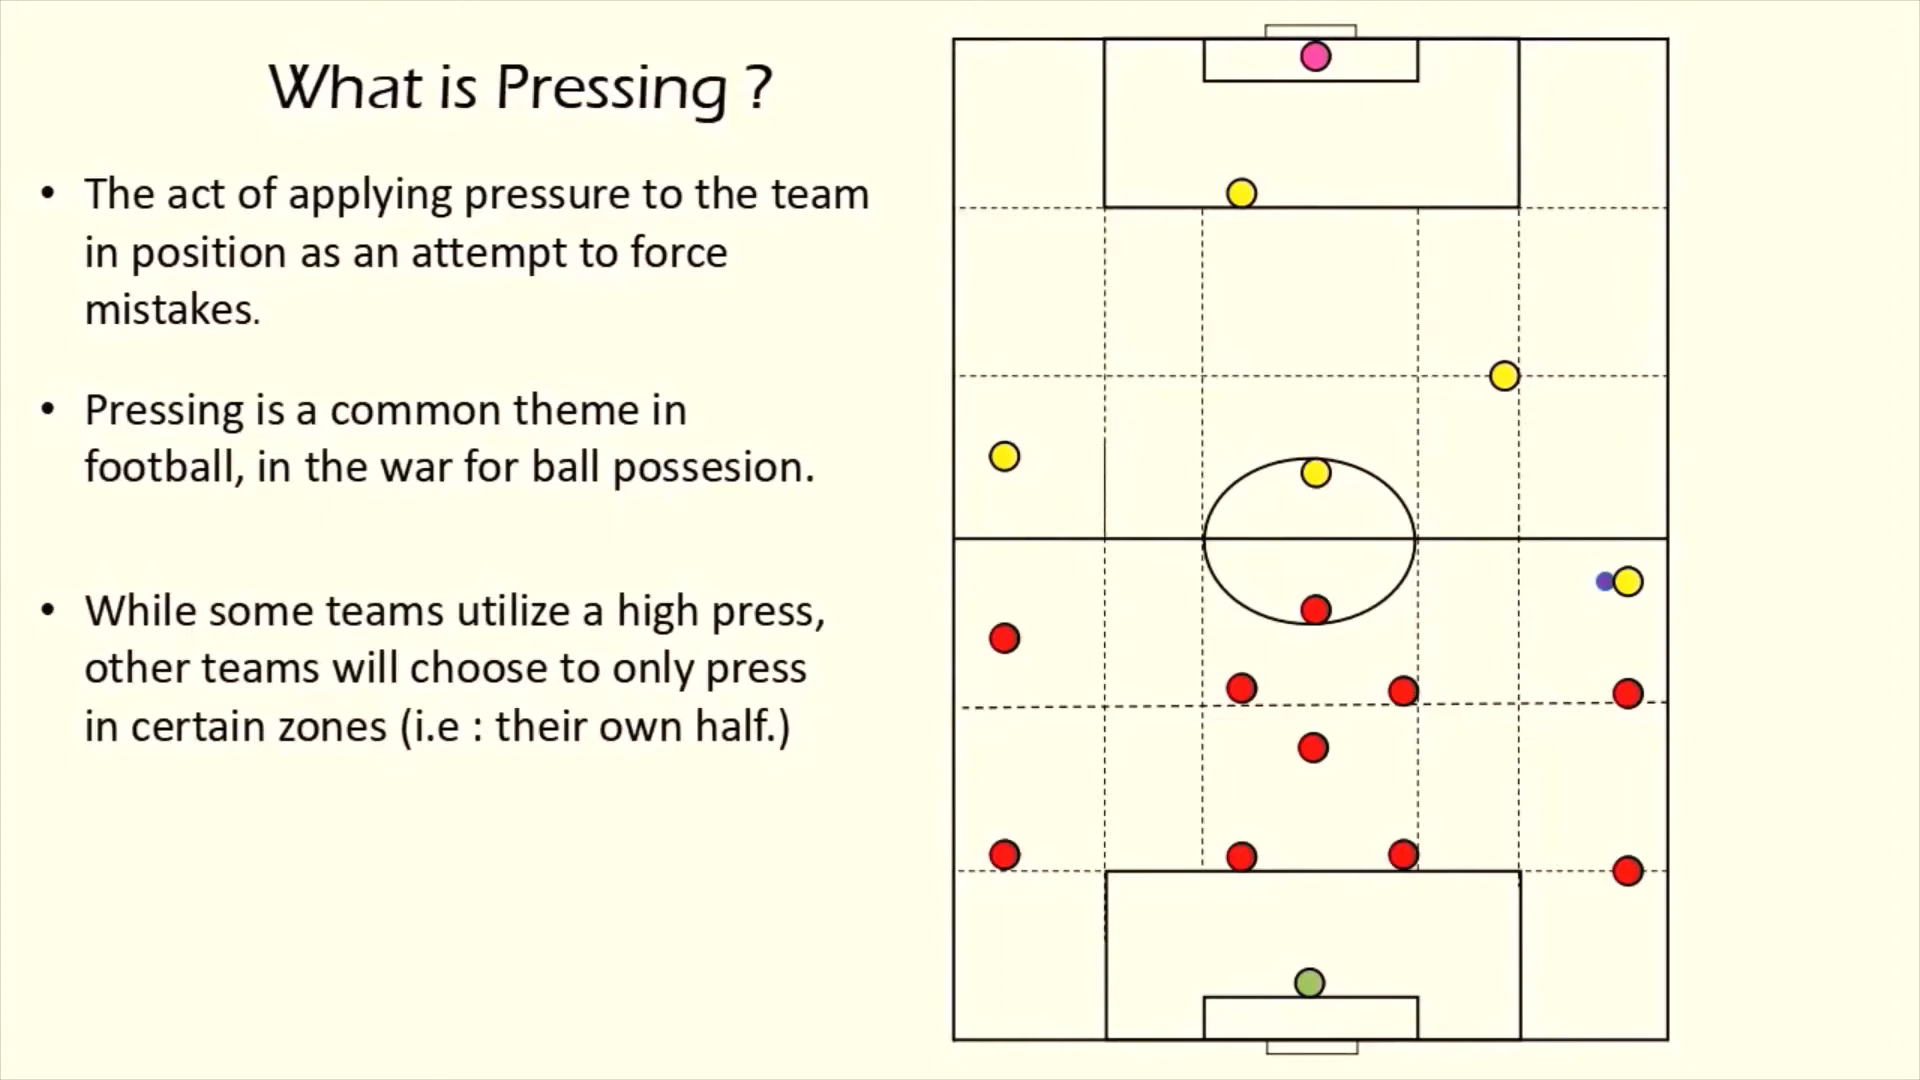 What is Pressing ?
• The act of applying pressure to the team
in position as an attempt to force
mistakes.
• Pressing is a common theme in
football, in the war for ball possesion.
• While some teams utilize a high press,
other teams will choose to only press
in certain zones (i.e : their own half.)